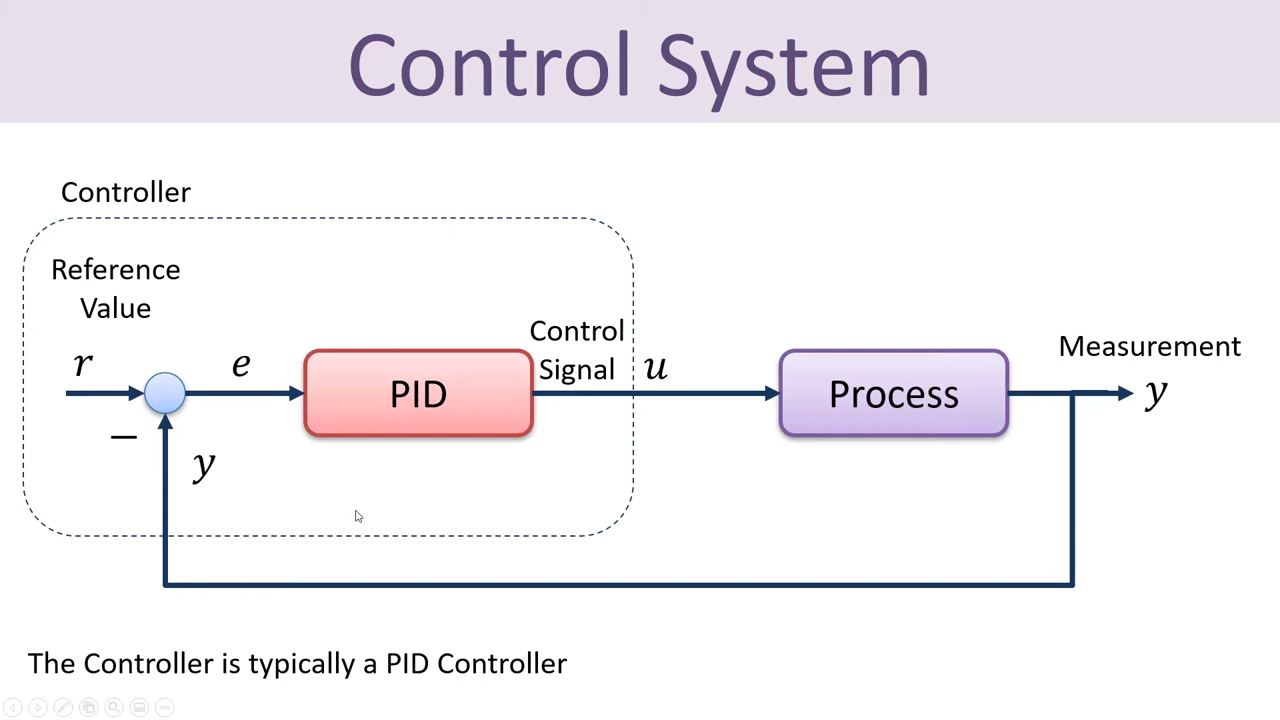 Control System
Controller
Reference
Value
Control
Signal
Measurement
r
e
PID
u
Process
y
−
y
The Controller is typically a PID Controller